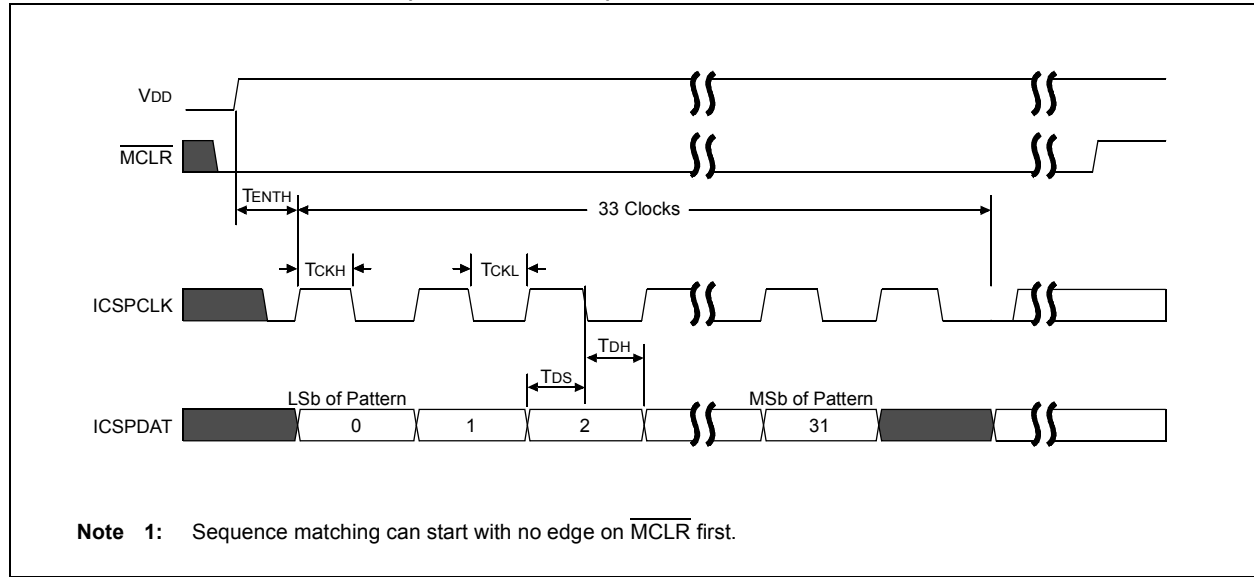 VDD
MCLR
TENTH
33 Clocks
TCKH
TCKL
ICSPCLK
TDH
TDS
LSb of Pattern
MSb of Pattern
ICSPDAT
0
1
2
31
Note 1: Sequence matching can start with no edge on MCLR first.